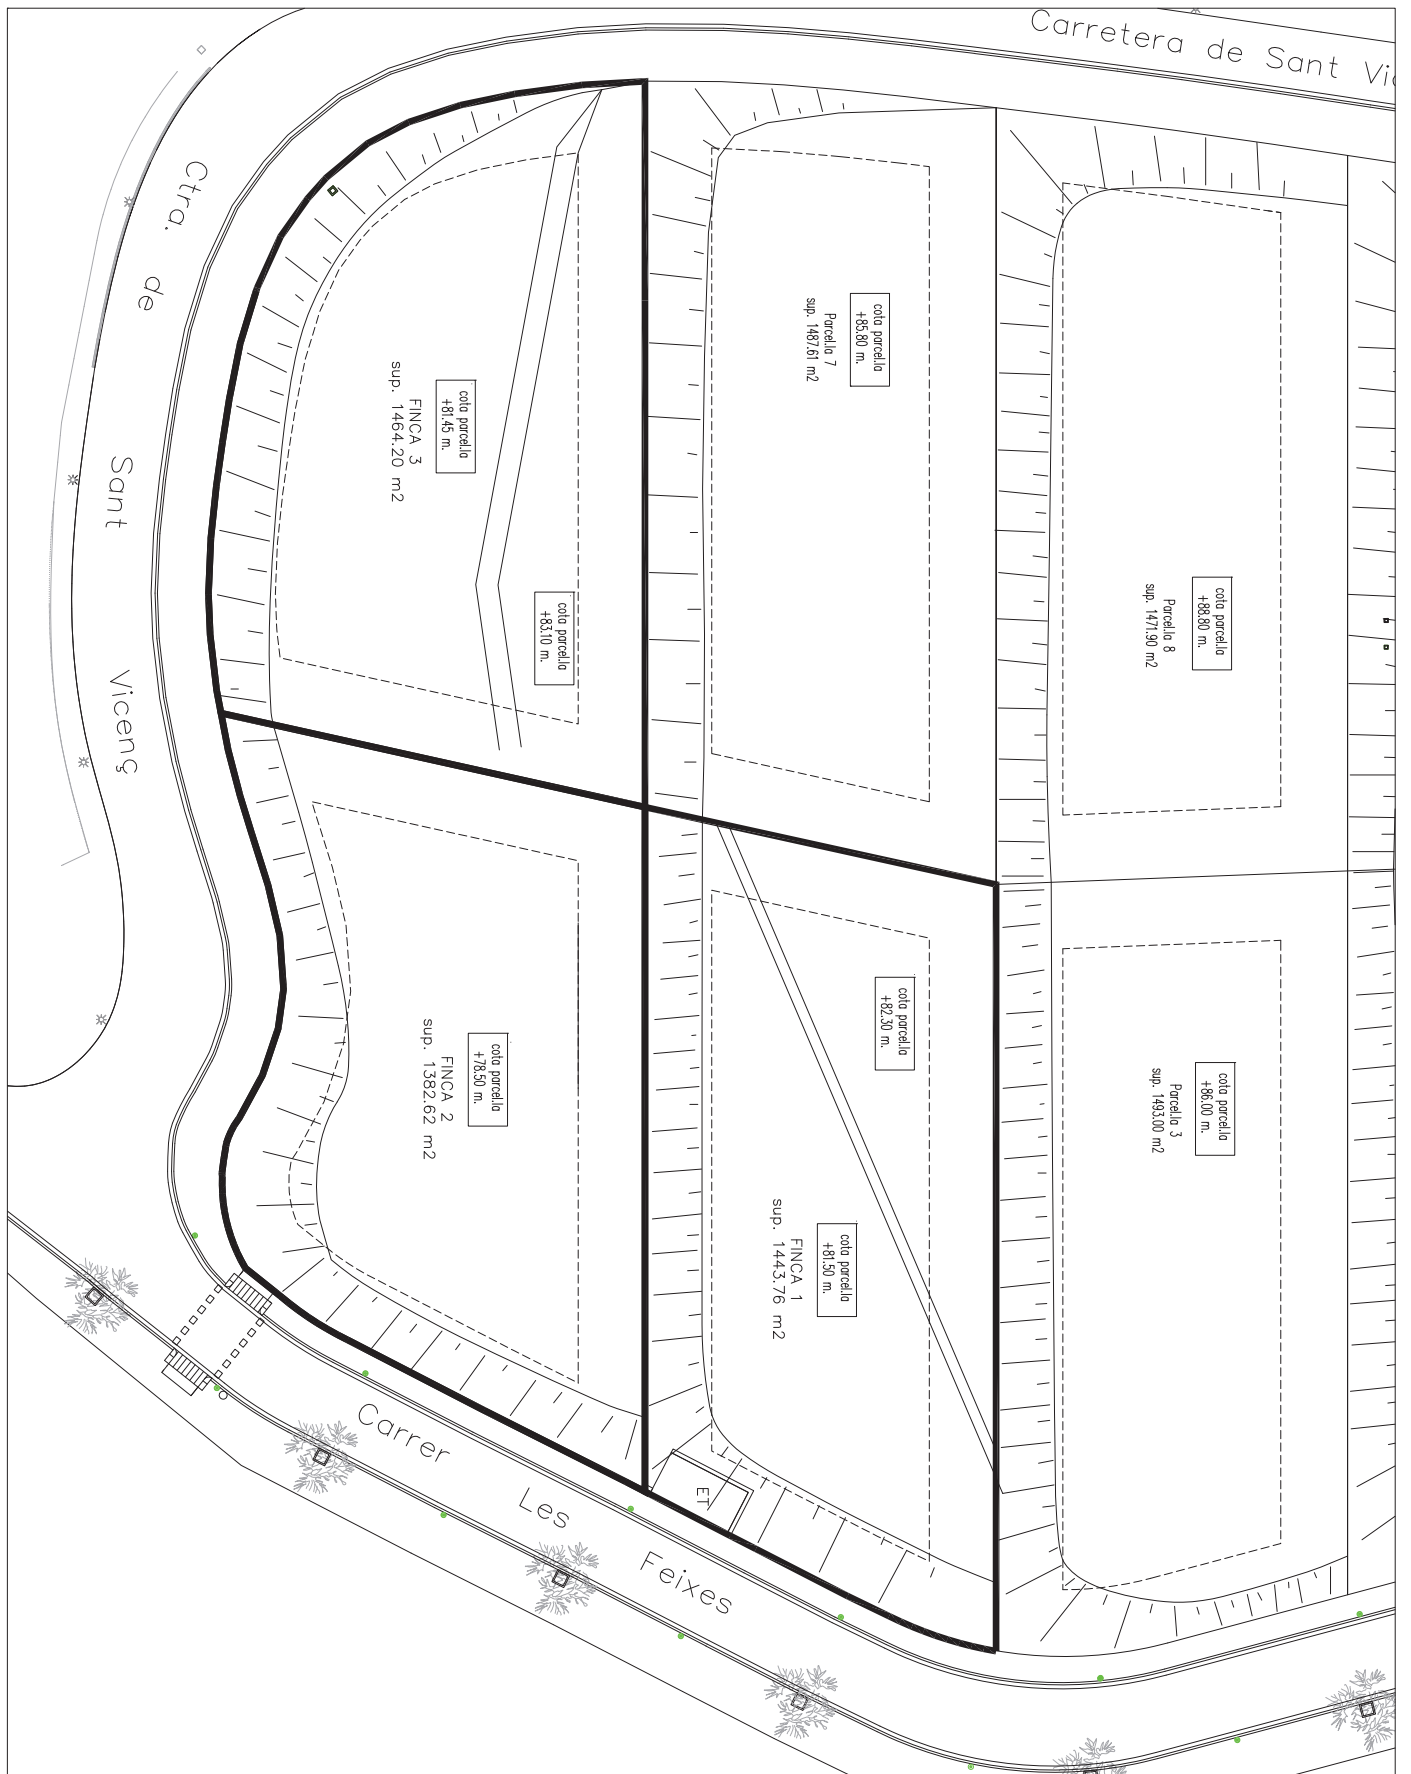 Carretera de Sant Vi
Ctra. de Sant Vicenç
cota parcel.la
+85.80 m.
Parcel.la 7
sup. 1487.61 m2
cota parcel.la
+81.45 m.
FINCA 3
sup. 1464.20 m2
cota parcel.la
+83.10 m.
cota parcel.la
+88.80 m.
Parcel.la 8
sup. 1471.90 m2
cota parcel.la
+82.30 m.
cota parcel.la
+78.50 m.
FINCA 2
sup. 1382.62 m2
cota parcel.la
+86.00 m.
Parcel.la 3
sup. 1493.00 m2
cota parcel.la
+81.50 m.
FINCA 1
sup. 1443.76 m2
ET
Carrer Les Feixes